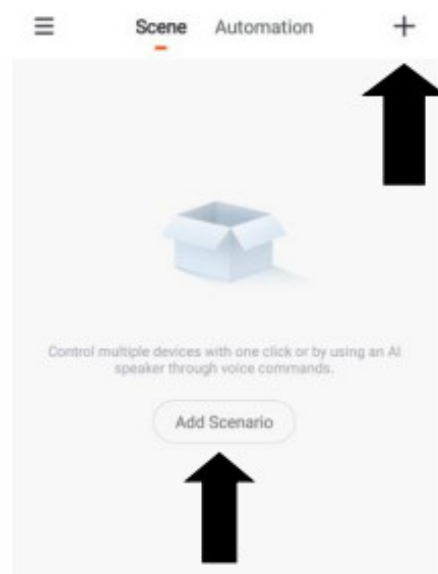 Scene Automation
Control multiple devices with one click or by using an AI
speaker through voice commands.
Add Scenario